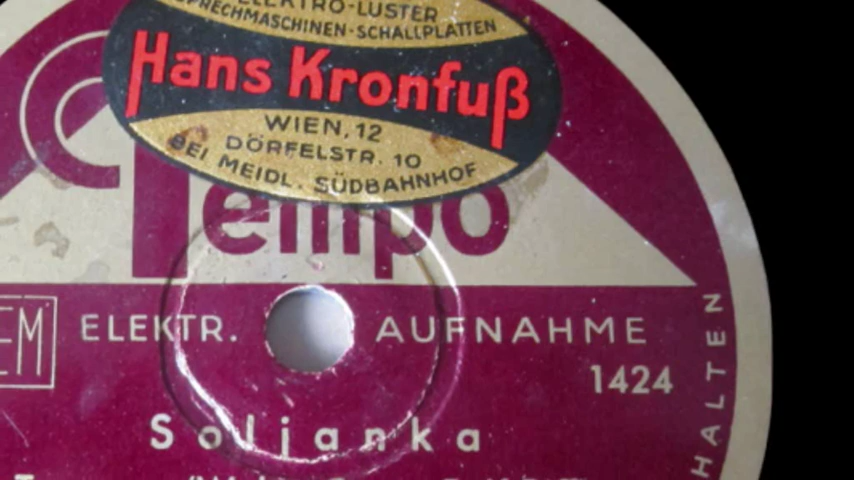 ELEKTRO-LUSTER
SPRECHMASCHINEN-SCHALLPLATTEN
Hans Kronfuß
WIEN, 12
DÖRFELSTR. 10
BEI MEIDL. SÜDBAHNHOF
Tempo
ELEKTR. AUFNAHME
1424
Soljanka
HALTEN